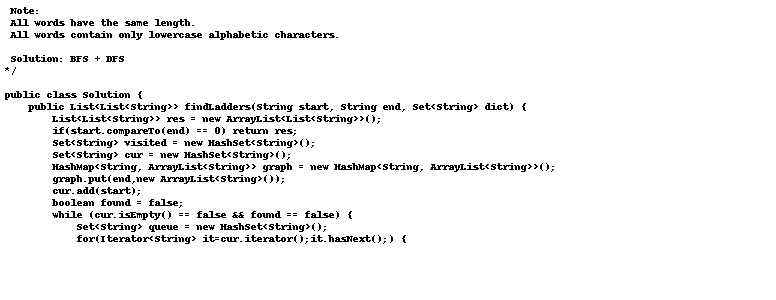 Note:
All words have the same length.
All words contain only lowercase alphabetic characters.

Solution: BFS + DFS
*/

public class Solution {
    public List<List<String>> findLadders(String start, String end, Set<String> dict) {
        List<List<String>> res = new ArrayList<List<String>>();
        if(start.compareTo(end) == 0) return res;
        Set<String> visited = new HashSet<String>();
        Set<String> cur = new HashSet<String>();
        HashMap<String, ArrayList<String>> graph = new HashMap<String, ArrayList<String>>();
        graph.put(end,new ArrayList<String>());
        cur.add(start);
        boolean found = false;
        while (cur.isEmpty() == false && found == false) {
            Set<String> queue = new HashSet<String>();
            for(Iterator<String> it=cur.iterator();it.hasNext();) {